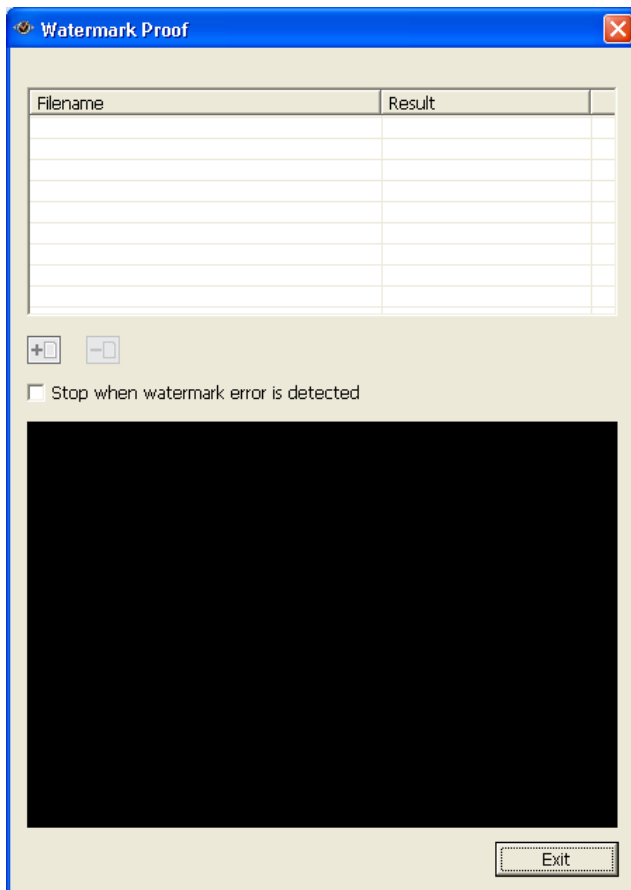 Watermark Proof
Filename Result
Stop when watermark error is detected
Exit